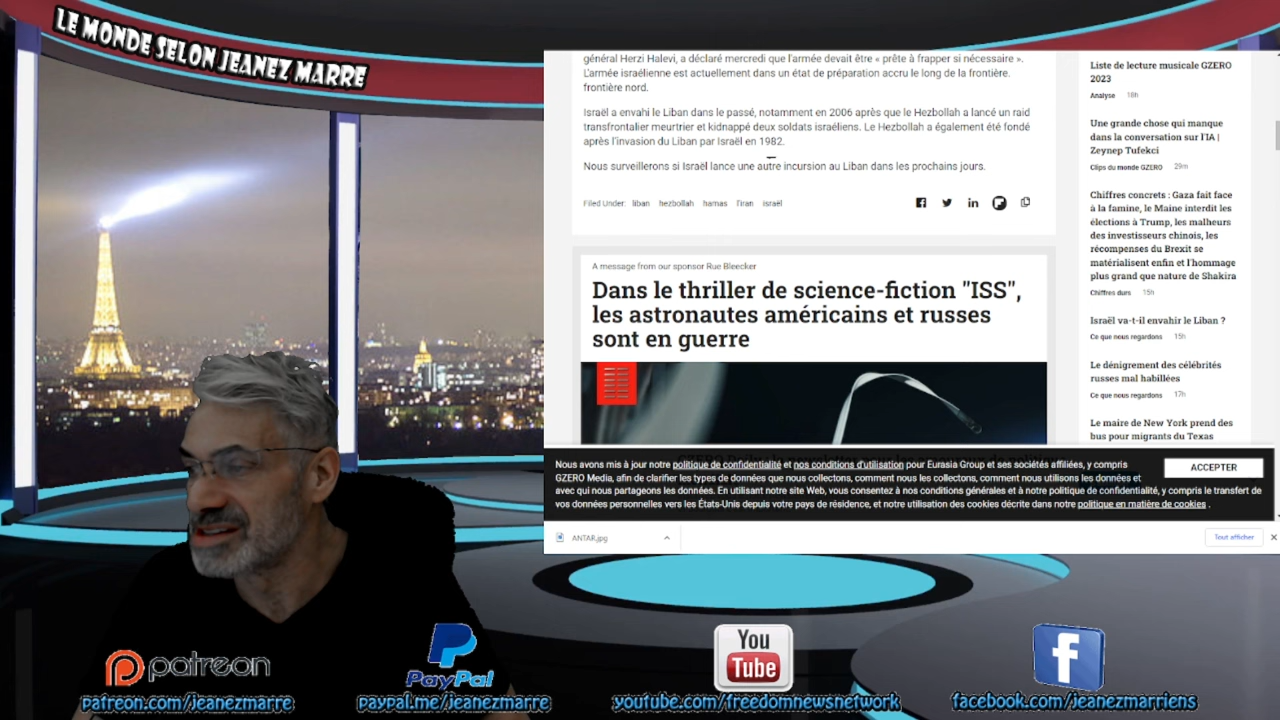 LE MONDE SELON JEANEZ MARRE
général Herzi Halevi, a déclaré mercredi que l'armée devait être « prête à frapper si nécessaire ».
L'armée israélienne est actuellement dans un état de préparation accru le long de la frontière.
frontière nord.
Israël a envahi le Liban dans le passé, notamment en 2006 après que le Hezbollah a lancé un raid
transfrontalier meurtrier et kidnappé deux soldats israéliens. Le Hezbollah a également été fondé
après l'invasion du Liban par Israël en 1982.
Nous surveillerons si Israël lance une autre incursion au Liban dans les prochains jours.
Filed Under: liban hezbollah hamas l'iran israël
A message from our sponsor Rue Bleecker
Dans le thriller de science-fiction "ISS",
les astronautes américains et russes
sont en guerre
Liste de lecture musicale GZERO
2023
Analyse 18h
Une grande chose qui manque
dans la conversation sur l'IA |
Zeynep Tufekci
Clips du monde GZERO 29m
Chiffres concrets : Gaza fait face
à la famine, le Maine interdit les
élections à Trump, les malheurs
des investisseurs chinois, les
récompenses du Brexit se
matérialisent enfin et l'hommage
plus grand que nature de Shakira
Chiffres durs 15h
Israël va-t-il envahir le Liban ?
Ce que nous regardons 15h
Le dénigrement des célébrités
russes mal habillées
Ce que nous regardons 17h
Le maire de New York prend des
bus pour migrants du Texas
Nous avons mis à jour notre politique de confidentialité et nos conditions d'utilisation pour Eurasia Group et ses sociétés affiliées, y compris
GZERO Media, afin de clarifier les types de données que nous collectons, comment nous les collectons, comment nous utilisons les données et
avec qui nous partageons les données. En utilisant notre site Web, vous consentez à nos conditions générales et à notre politique de confidentialité, y compris le transfert de
vos données personnelles vers les États-Unis depuis votre pays de résidence, et notre utilisation des cookies décrite dans notre politique en matière de cookies .
ACCEPTER
ANTAR.jpg
Tout afficher
patreon
patreon.com/jeanezmarre
PayPal
paypal.me/jeanezmarre
You
Tube
youtube.com/freedomnewsnetwork
f
facebook.com/jeanezmarriens